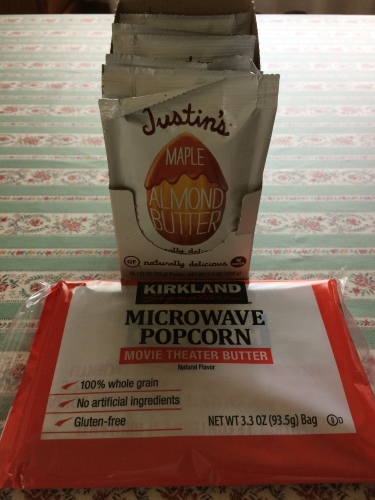 Justin's
MAPLE
ALMOND
BUTTER
GF naturally delicious
KIRKLAND
MICROWAVE
POPCORN
MOVIE THEATER BUTTER
Natural Flavor
100% whole grain
No artificial ingredients
Gluten-free
NET WT 3.3 OZ (93.5g) Bag Ⓤ D